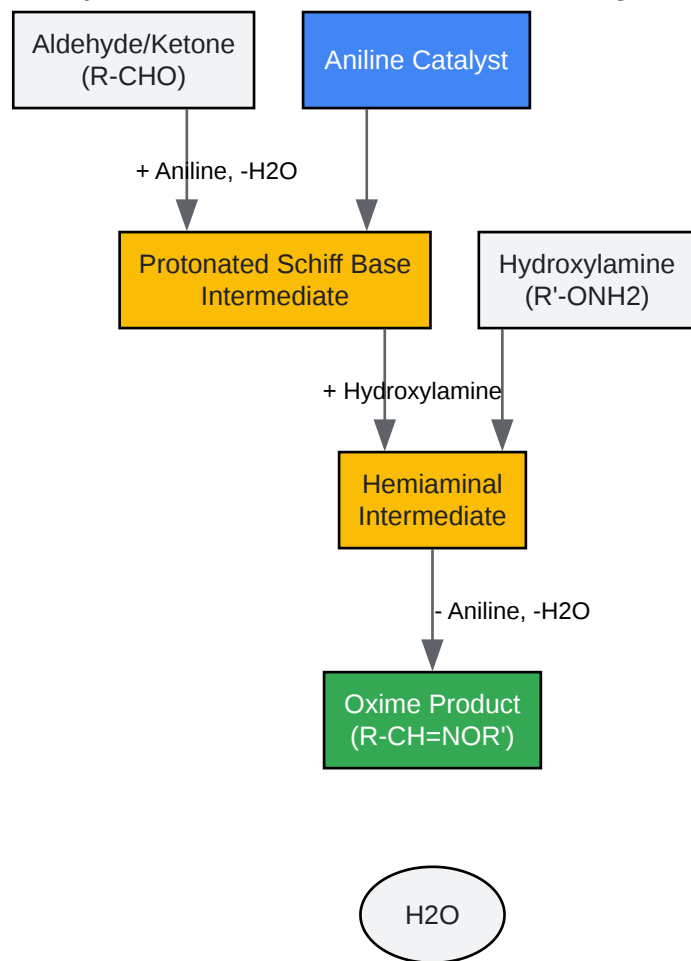 Aldehyde/Ketone
(R-CHO)
Aniline Catalyst
+ Aniline, -H2O
Protonated Schiff Base
Intermediate
Hydroxylamine
(R'-ONH2)
+ Hydroxylamine
Hemiaminal
Intermediate
- Aniline, -H2O
Oxime Product
(R-CH=NOR')
H2O